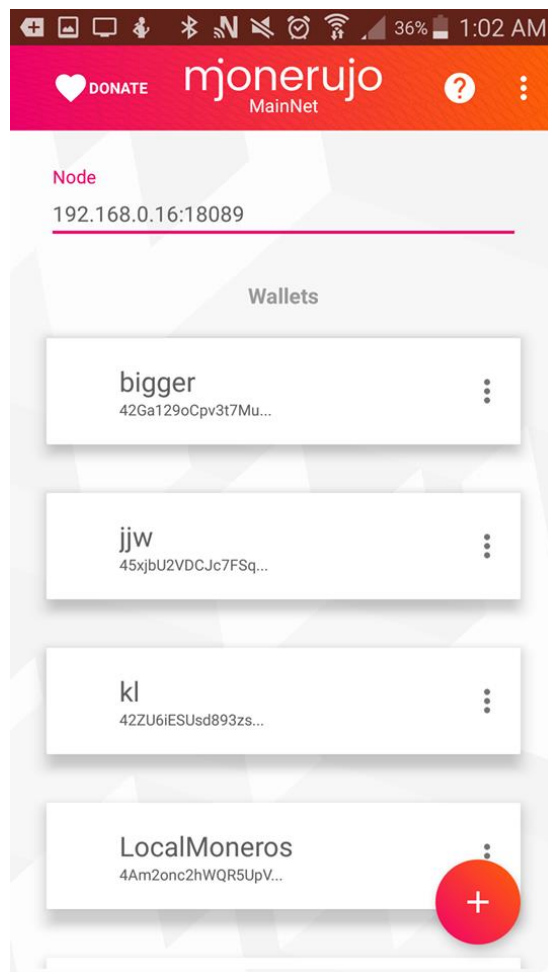 36% 1:02 AM
DONATE monerujo ?
MainNet
Node
192.168.0.16:18089
Wallets
bigger
42Ga129oCpv3t7Mu...
jjw
45xjbU2VDCJc7FSq...
kl
42ZU6iESUsd893zs...
LocalMoneros
4Am2onc2hWQR5UpV...
+